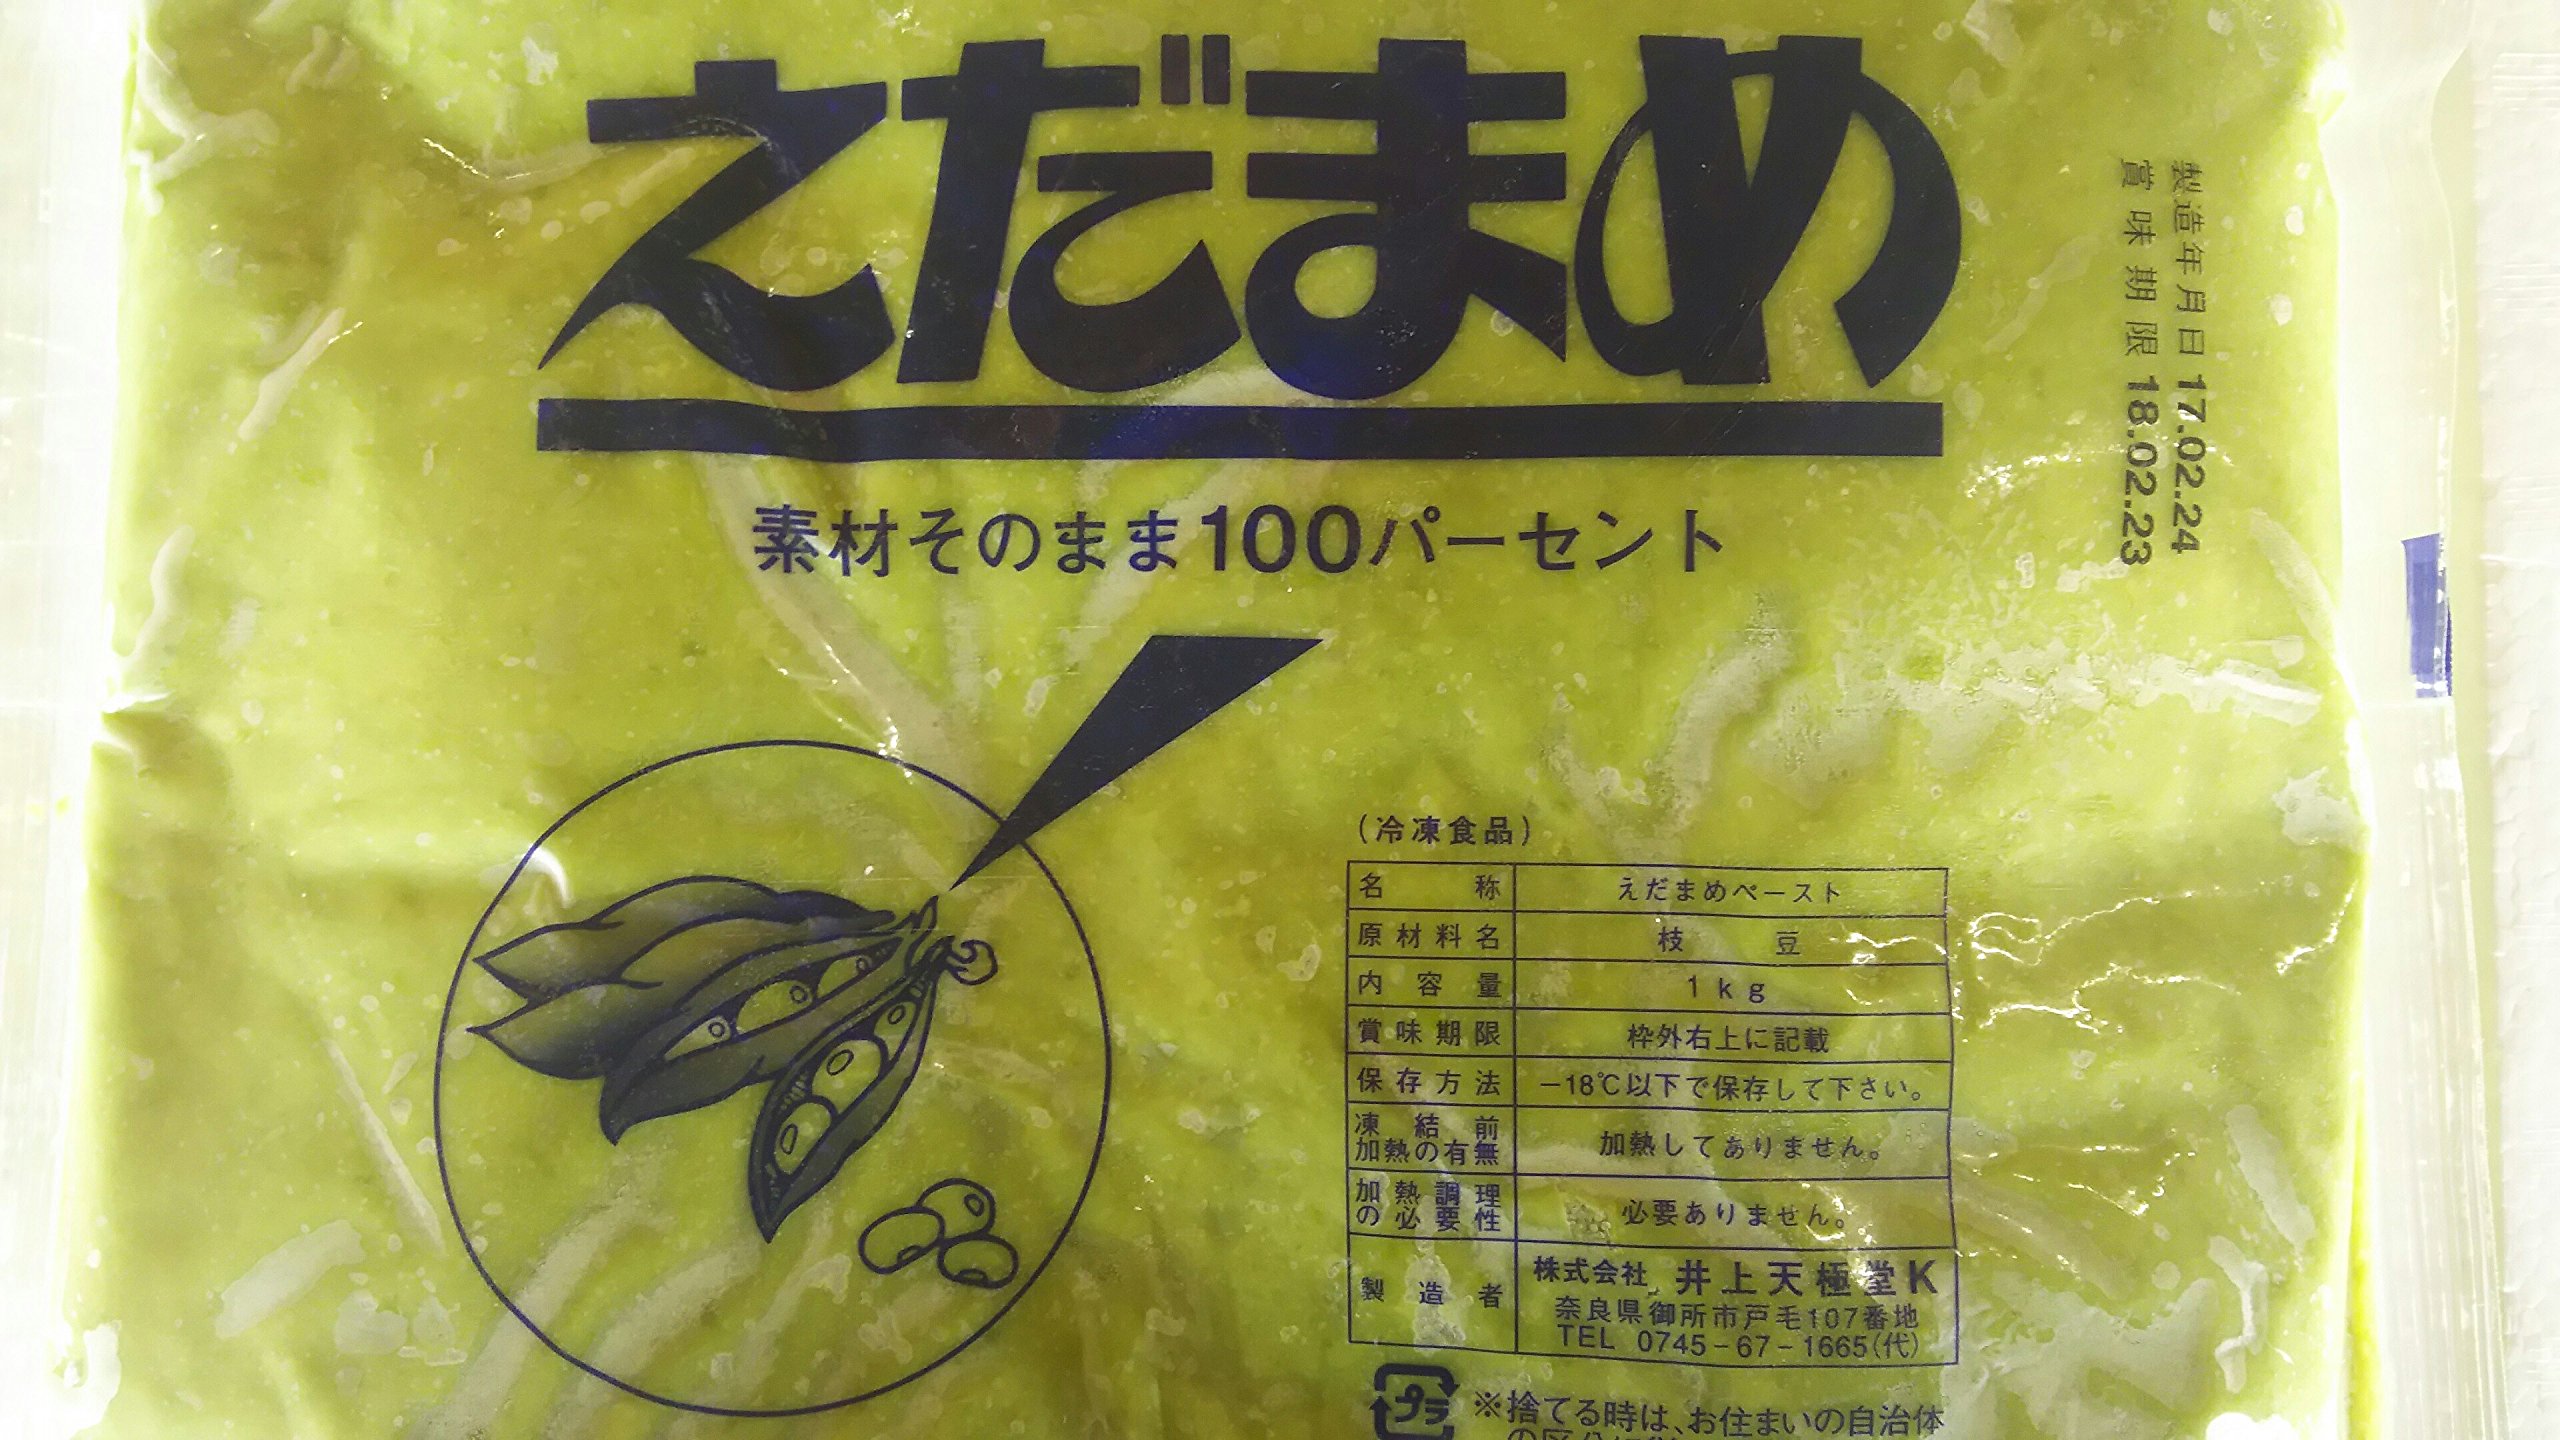 えだまめ
素材そのまま100パーセント
製造年月日 17.02.24
賞味期限 18.02.23
(冷凍食品)
名称 えだまめペースト
原材料名 枝豆
内容量 1kg
賞味期限 枠外右上に記載
保存方法 −18℃以下で保存して下さい。
凍結前
加熱の有無 加熱してありません。
加熱調理
の必要性 必要ありません。
製造者 株式会社 井上天極堂K
奈良県御所市戸毛107番地
TEL 0745-67-1665(代)
プラ
※捨てる時は、お住まいの自治体